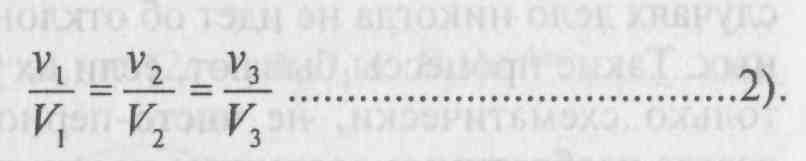 v₁/V₁ = v₂/V₂ = v₃/V₃ ........................................2).